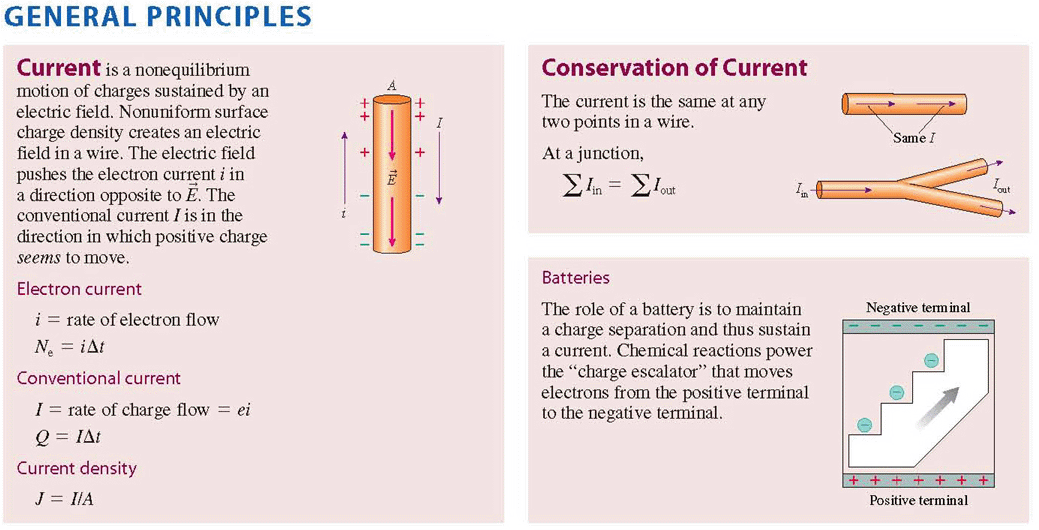 GENERAL PRINCIPLES
Current is a nonequilibrium
motion of charges sustained by an
electric field. Nonuniform surface
charge density creates an electric
field in a wire. The electric field
pushes the electron current i in
a direction opposite to E⃗. The
conventional current I is in the
direction in which positive charge
seems to move.
A
+ +
+ +
I
+ +
E⃗
− −
i
− −
− −
Electron current
i = rate of electron flow
Nₑ = iΔt
Conventional current
I = rate of charge flow = ei
Q = IΔt
Current density
J = I/A
Conservation of Current
The current is the same at any
two points in a wire.
Same I
At a junction,
∑Iin = ∑Iout
Iin
Iout
Batteries
The role of a battery is to maintain
a charge separation and thus sustain
a current. Chemical reactions power
the “charge escalator” that moves
electrons from the positive terminal
to the negative terminal.
Negative terminal
− − − − − − − −
−
−
−
+ + + + + + + +
Positive terminal